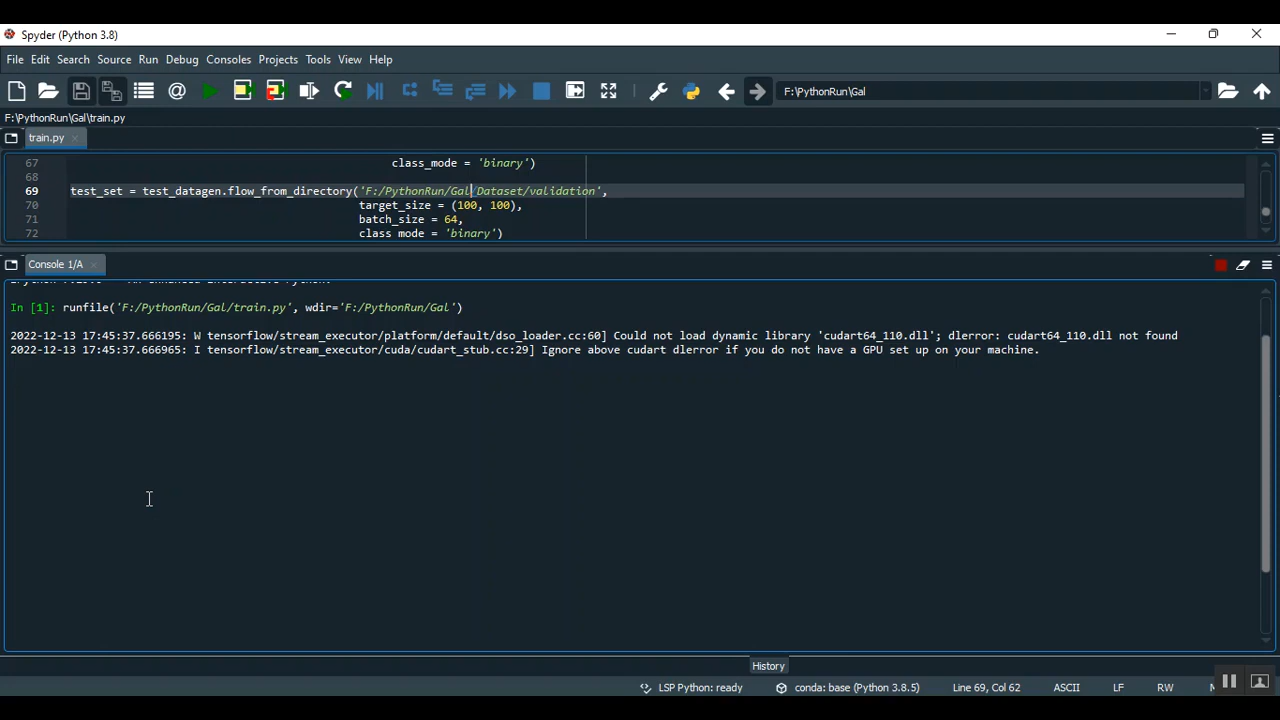 Spyder (Python 3.8)
File Edit Search Source Run Debug Consoles Projects Tools View Help
F:\PythonRun\Gal
F:\PythonRun\Gal\train.py
train.py
67 class_mode = 'binary')
68
69 test_set = test_datagen.flow_from_directory('F:/PythonRun/Gal/Dataset/validation',
70 target_size = (100, 100),
71 batch_size = 64,
72 class_mode = 'binary')
Console 1/A
In [1]: runfile('F:/PythonRun/Gal/train.py', wdir='F:/PythonRun/Gal')
2022-12-13 17:45:37.666195: W tensorflow/stream_executor/platform/default/dso_loader.cc:60] Could not load dynamic library 'cudart64_110.dll'; dlerror: cudart64_110.dll not found
2022-12-13 17:45:37.666965: I tensorflow/stream_executor/cuda/cudart_stub.cc:29] Ignore above cudart dlerror if you do not have a GPU set up on your machine.
History
LSP Python: ready conda: base (Python 3.8.5) Line 69, Col 62 ASCII LF RW